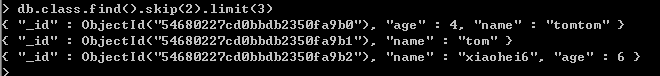 > db.class.find().skip(2).limit(3)
{ "_id" : ObjectId("54680227cd0bbdb2350fa9b0"), "age" : 4, "name" : "tomtom" }
{ "_id" : ObjectId("54680227cd0bbdb2350fa9b1"), "name" : "tom" }
{ "_id" : ObjectId("54680227cd0bbdb2350fa9b2"), "name" : "xiaohei6", "age" : 6 }
>